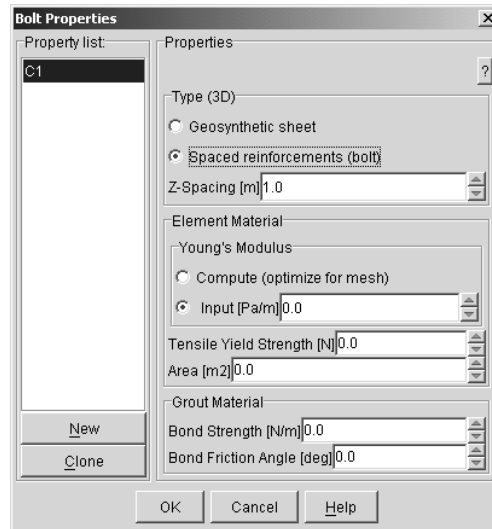 Bolt Properties
Property list:
C1
New
Clone
Properties
?
Type (3D)
Geosynthetic sheet
Spaced reinforcements (bolt)
Z-Spacing [m] 1.0
Element Material
Young's Modulus
Compute (optimize for mesh)
Input [Pa/m] 0.0
Tensile Yield Strength [N] 0.0
Area [m2] 0.0
Grout Material
Bond Strength [N/m] 0.0
Bond Friction Angle [deg] 0.0
OK Cancel Help